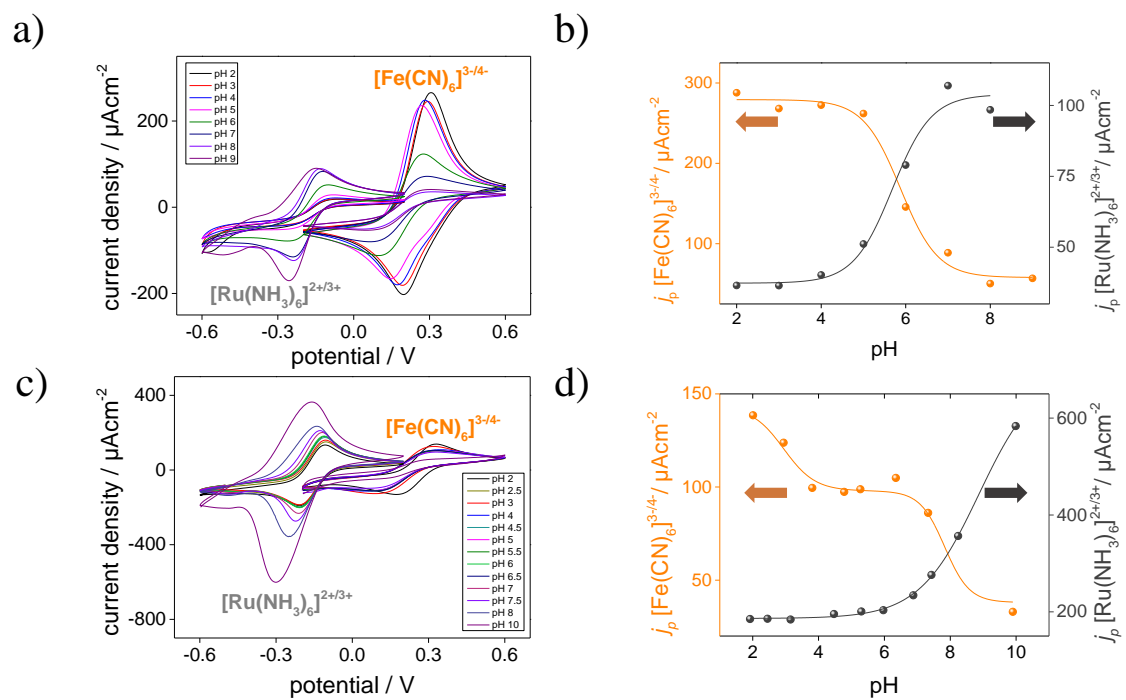 a)
current density / µAcm-2
200
0
-200
-0.6
-0.3
0.0
0.3
0.6
potential / V
pH 2
pH 3
pH 4
pH 5
pH 6
pH 7
pH 8
pH 9
[Fe(CN)6]3-/4-
[Ru(NH3)6]2+/3+
b)
jp [Fe(CN)6]3-/4-/ µAcm-2
300
200
100
2
4
6
8
pH
100
75
50
jp [Ru(NH3)6]2+/3+/ µAcm-2
c)
current density / µAcm-2
400
0
-400
-800
-0.6
-0.3
0.0
0.3
0.6
potential / V
[Fe(CN)6]3-/4-
[Ru(NH3)6]2+/3+
pH 2
pH 2.5
pH 3
pH 4
pH 4.5
pH 5
pH 5.5
pH 6
pH 6.5
pH 7
pH 7.5
pH 8
pH 10
d)
jp [Fe(CN)6]3-/4-/ µAcm-2
150
100
50
2
4
6
8
10
pH
600
400
200
jp [Ru(NH3)6]2+/3+/ µAcm-2